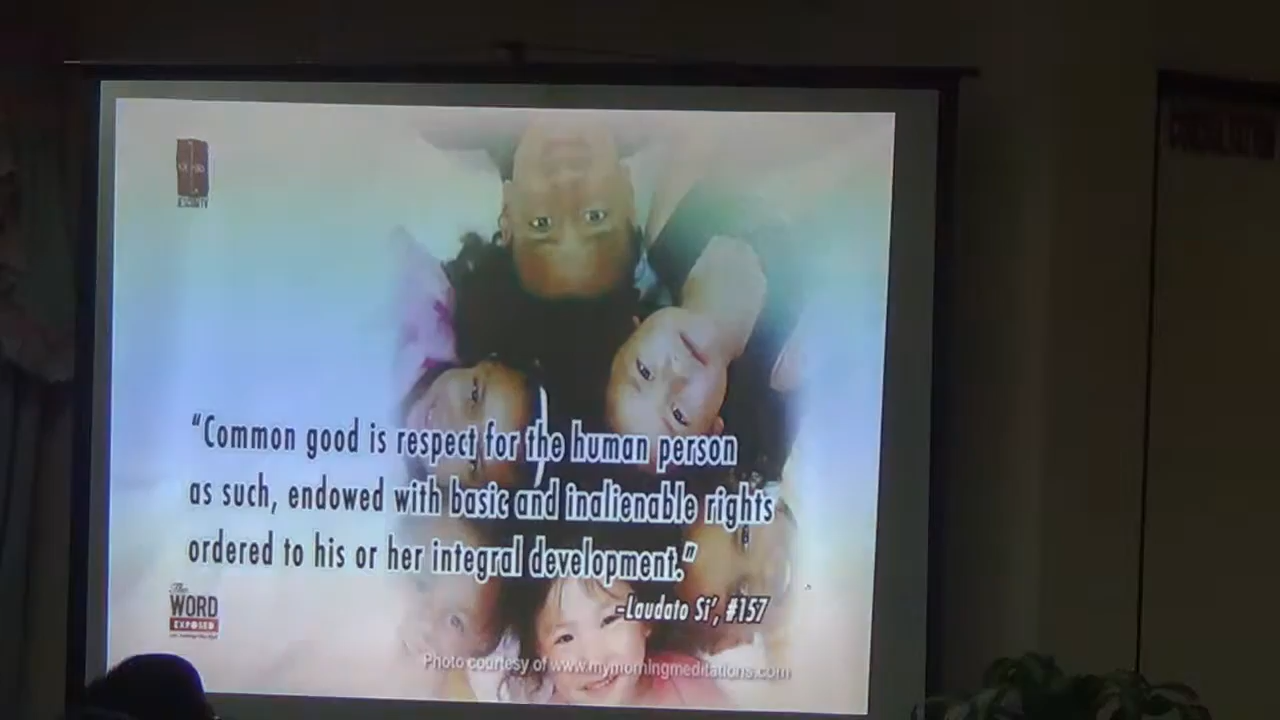 “Common good is respect for the human person
as such, endowed with basic and inalienable rights
ordered to his or her integral development.”
-Laudato Si’, #157
The
WORD
EXPOSED
Photo courtesy of www.mymorningmeditations.com